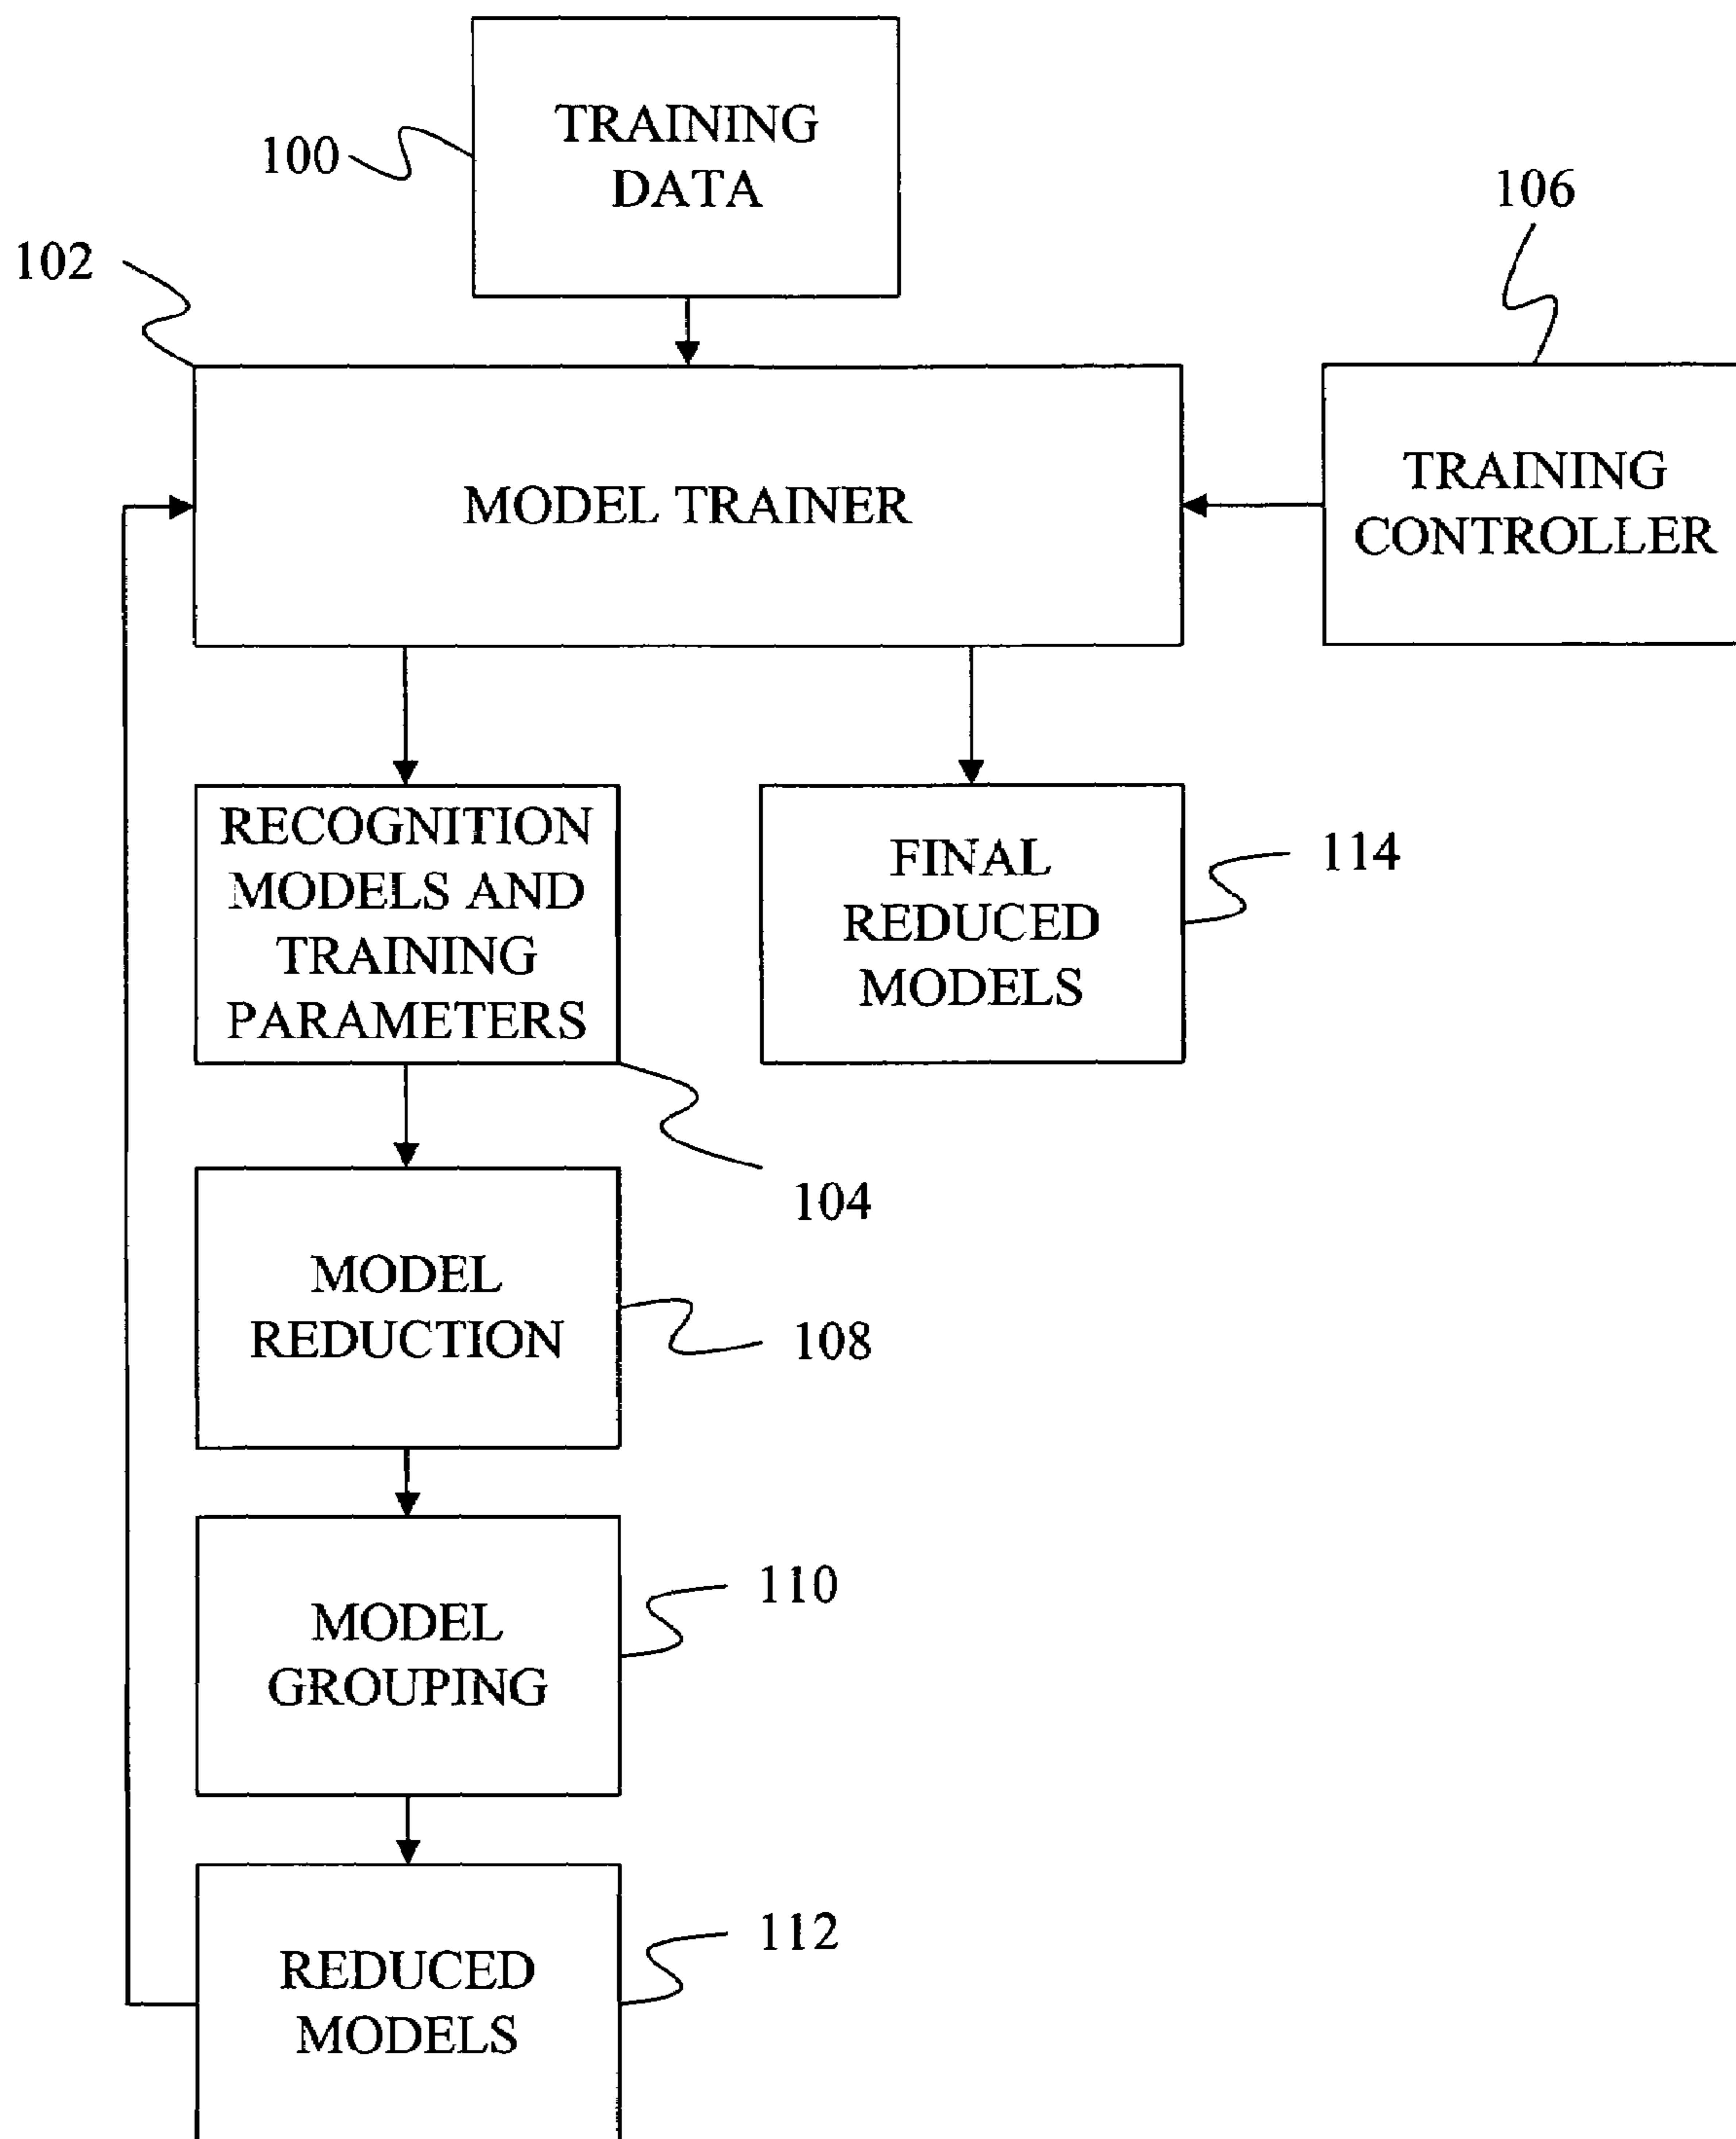 TRAINING
DATA
100
106
102
MODEL TRAINER
TRAINING
CONTROLLER
RECOGNITION
MODELS AND
TRAINING
PARAMETERS
FINAL
REDUCED
MODELS
114
104
MODEL
REDUCTION
108
MODEL
GROUPING
110
REDUCED
MODELS
112